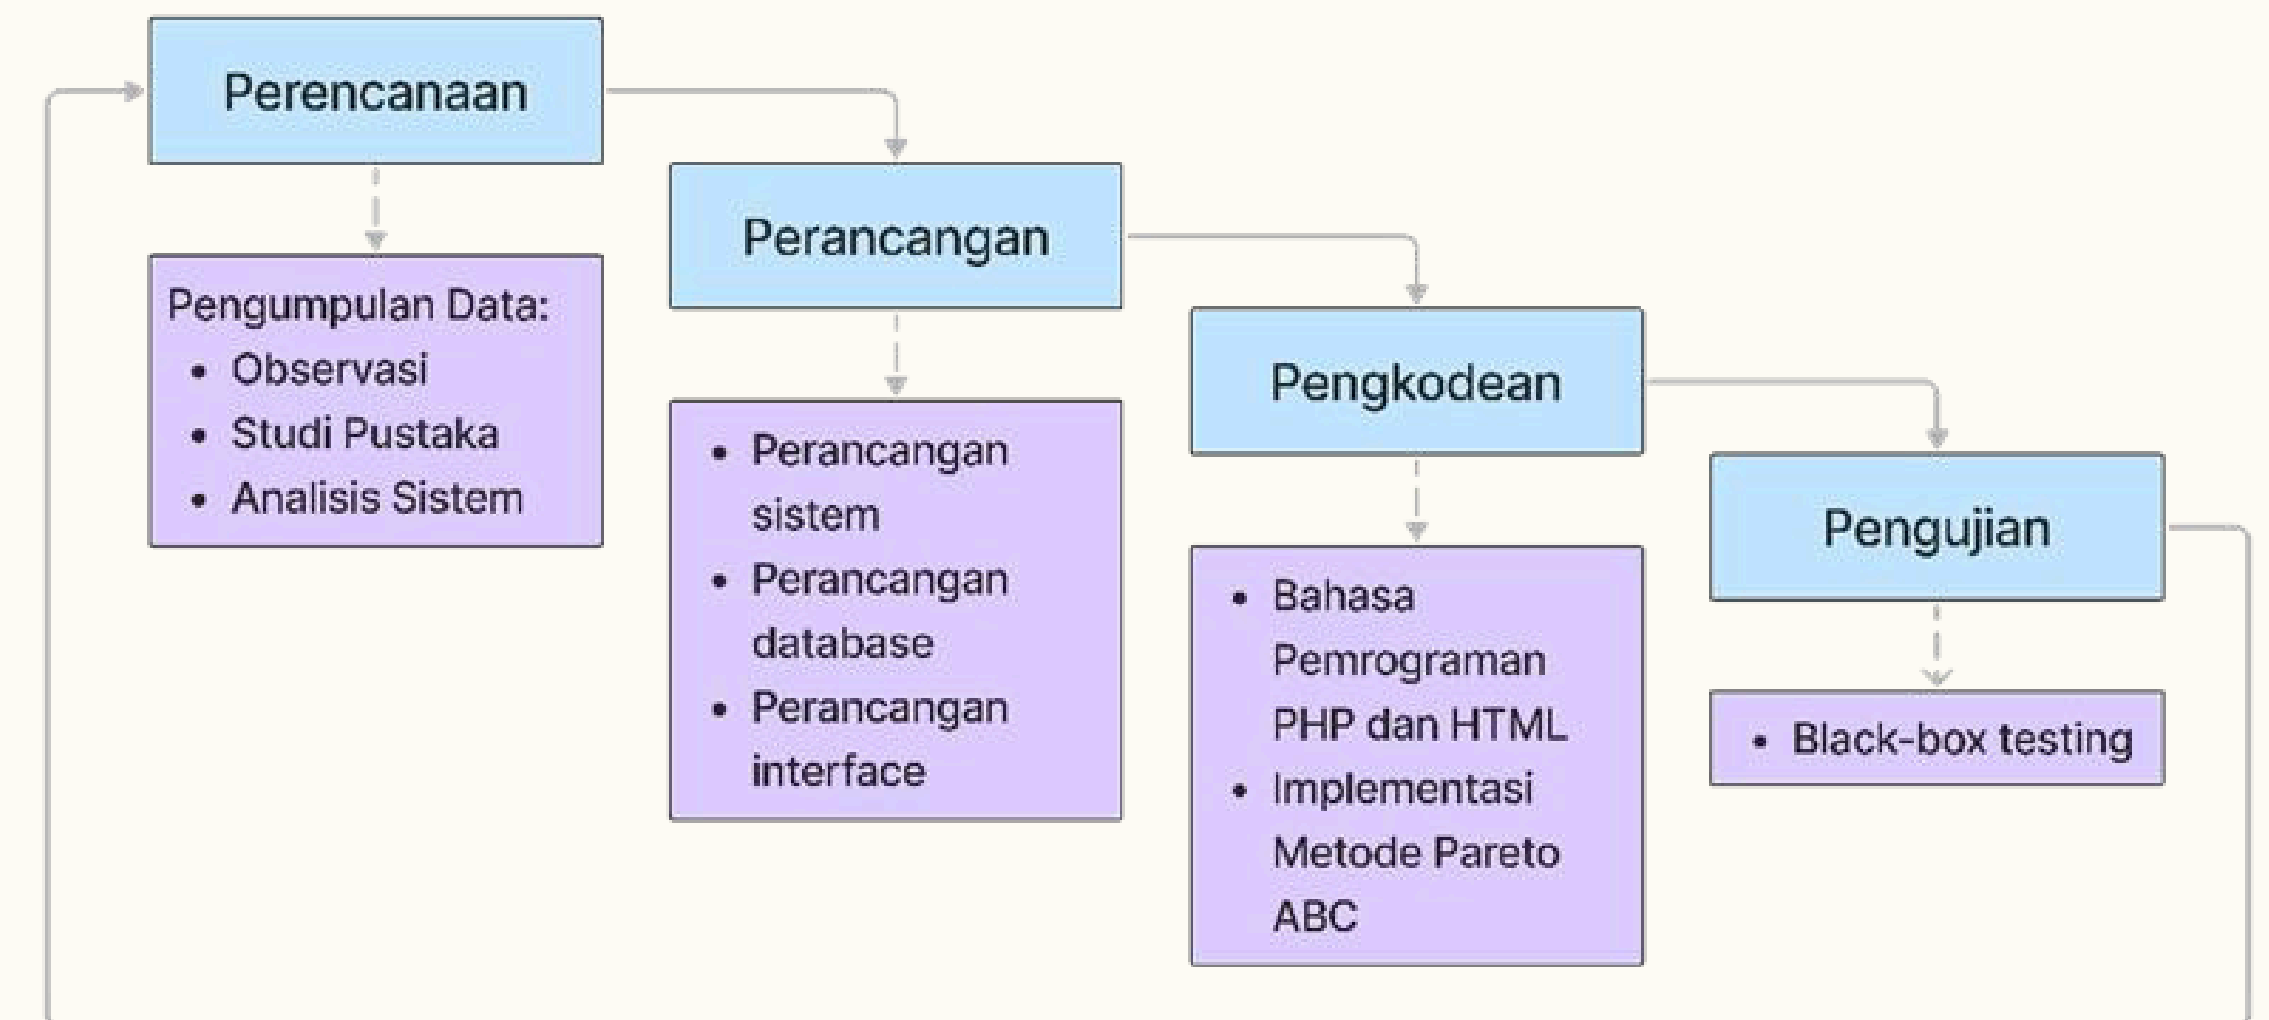 Perencanaan
Pengumpulan Data:
• Observasi
• Studi Pustaka
• Analisis Sistem
Perancangan
• Perancangan
sistem
• Perancangan
database
• Perancangan
interface
Pengkodean
• Bahasa
Pemrograman
PHP dan HTML
• Implementasi
Metode Pareto
ABC
Pengujian
• Black-box testing